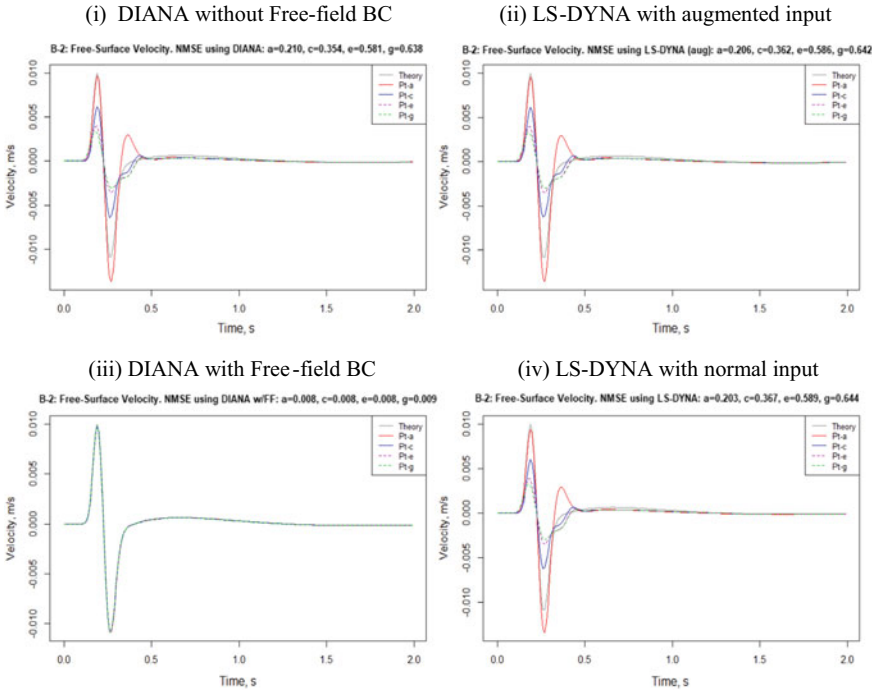 (i) DIANA without Free-field BC
B-2: Free-Surface Velocity. NMSE using DIANA: a=0.210, c=0.354, e=0.581, g=0.638
Velocity, m/s
0.010
0.005
0.000
-0.005
-0.010
Theory
Pt-a
Pt-c
Pt-e
Pt-g
0.0 0.5 1.0 1.5 2.0
Time, s
(ii) LS-DYNA with augmented input
B-2: Free-Surface Velocity. NMSE using LS-DYNA (aug): a=0.206, c=0.362, e=0.586, g=0.642
Velocity, m/s
0.010
0.005
0.000
-0.005
-0.010
Theory
Pt-a
Pt-c
Pt-e
Pt-g
0.0 0.5 1.0 1.5 2.0
Time, s
(iii) DIANA with Free-field BC
B-2: Free-Surface Velocity. NMSE using DIANA w/FF: a=0.008, c=0.008, e=0.008, g=0.009
Velocity, m/s
0.010
0.005
0.000
-0.005
-0.010
Theory
Pt-a
Pt-c
Pt-e
Pt-g
0.0 0.5 1.0 1.5 2.0
Time, s
(iv) LS-DYNA with normal input
B-2: Free-Surface Velocity. NMSE using LS-DYNA: a=0.203, c=0.367, e=0.589, g=0.644
Velocity, m/s
0.010
0.005
0.000
-0.005
-0.010
Theory
Pt-a
Pt-c
Pt-e
Pt-g
0.0 0.5 1.0 1.5 2.0
Time, s